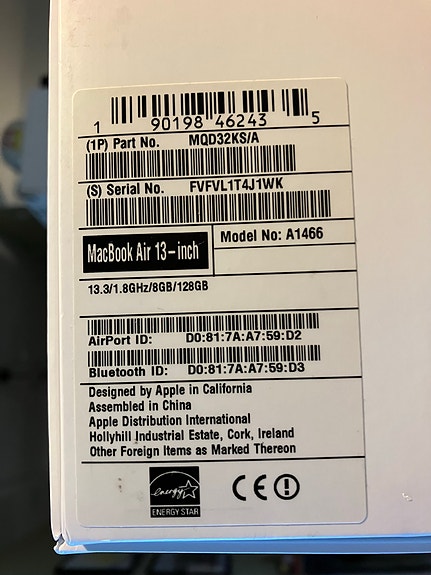 1 90198 46243 5
(1P) Part No. MQD32KS/A
(S) Serial No. FVFVL1T4J1WK
MacBook Air 13-inch
Model No: A1466
13.3/1.8GHz/8GB/128GB
AirPort ID: D0:81:7A:A7:59:D2
Bluetooth ID: D0:81:7A:A7:59:D3
Designed by Apple in California
Assembled in China
Apple Distribution International
Hollyhill Industrial Estate, Cork, Ireland
Other Foreign Items as Marked Thereon
energy
ENERGY STAR
CE